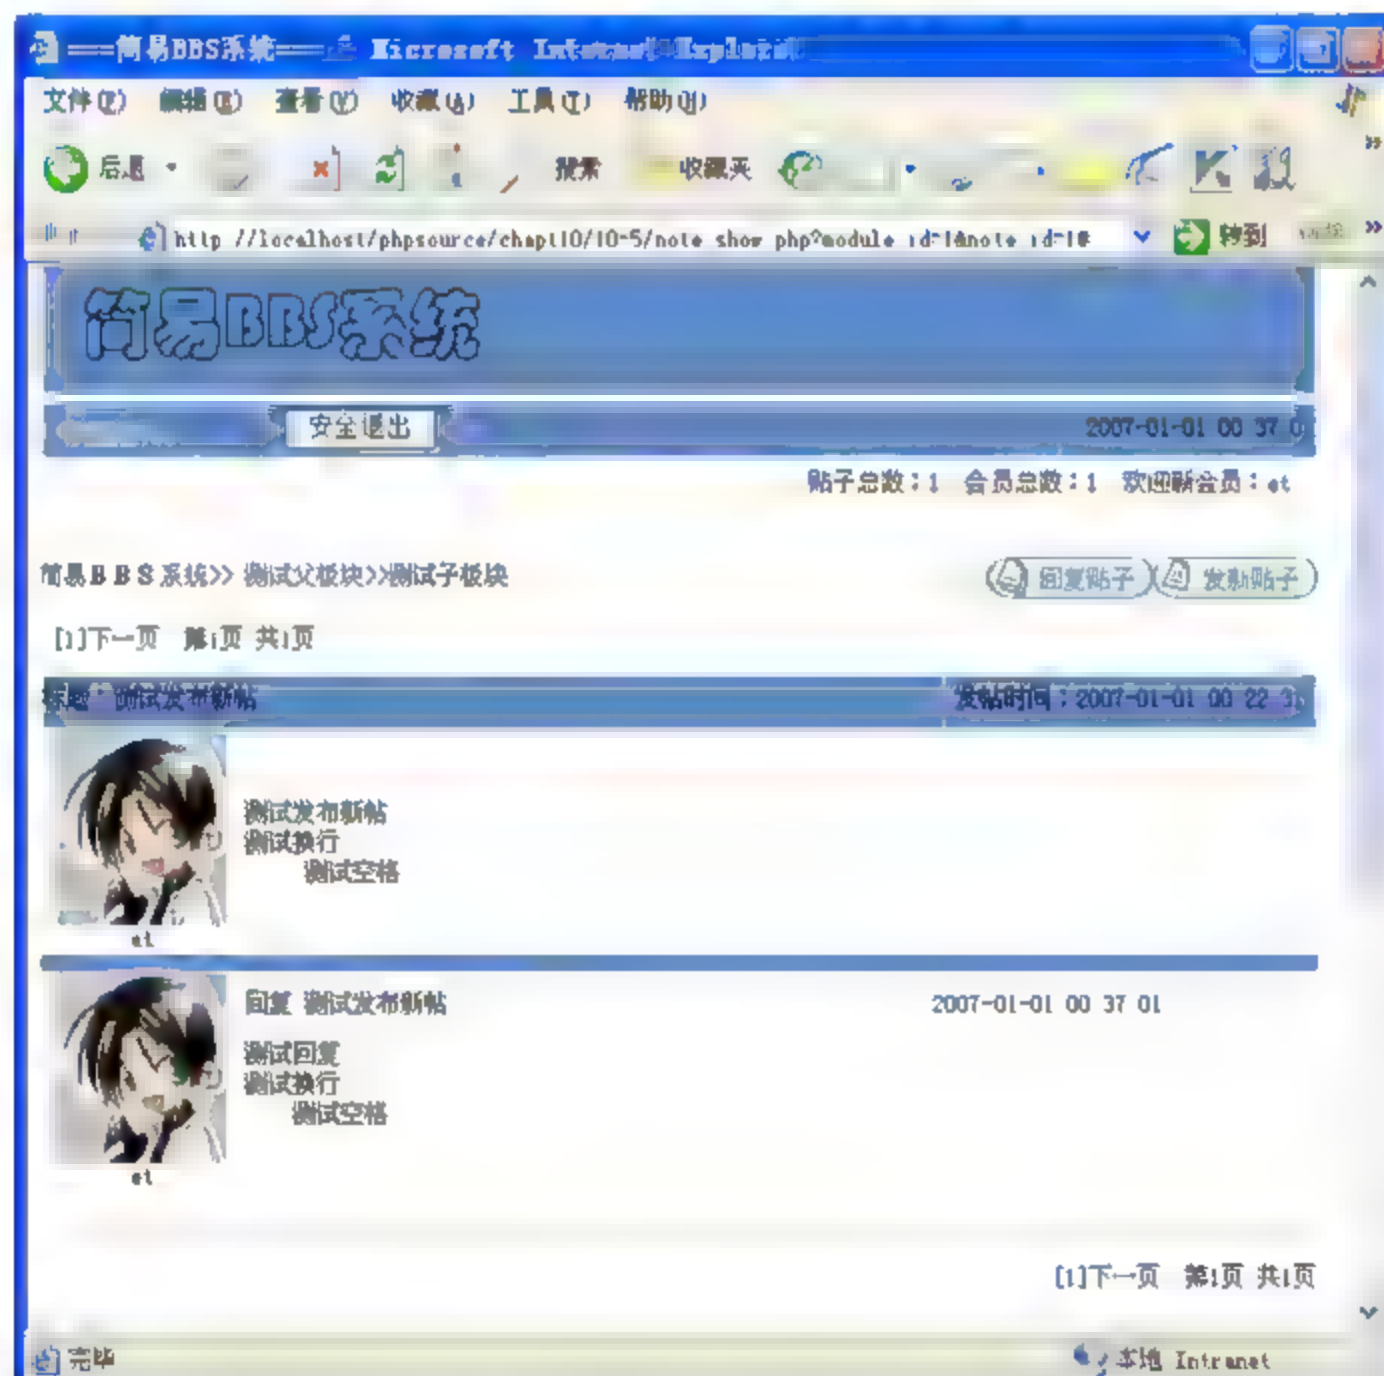 ===简易BBS系统=== Microsoft Internet Explorer
文件(F) 编辑(E) 查看(V) 收藏(A) 工具(T) 帮助(H)
后退 搜索 收藏夹
http //localhost/phpsource/chapt10/10-5/note show php?module id=1&note id=1# 转到
简易BBS系统
安全退出 2007-01-01 00 37 0
贴子总数：1 会员总数：1 欢迎新会员：et
简易BBS系统>> 测试父板块>>测试子板块 回复贴子 发新贴子
[1]下一页 第1页 共1页
标题 测试发布新帖 发帖时间：2007-01-01 00 22 31
测试发布新帖
测试换行
测试空格
et
回复 测试发布新帖 2007-01-01 00 37 01
测试回复
测试换行
测试空格
et
[1]下一页 第1页 共1页
完毕 本地 Intranet